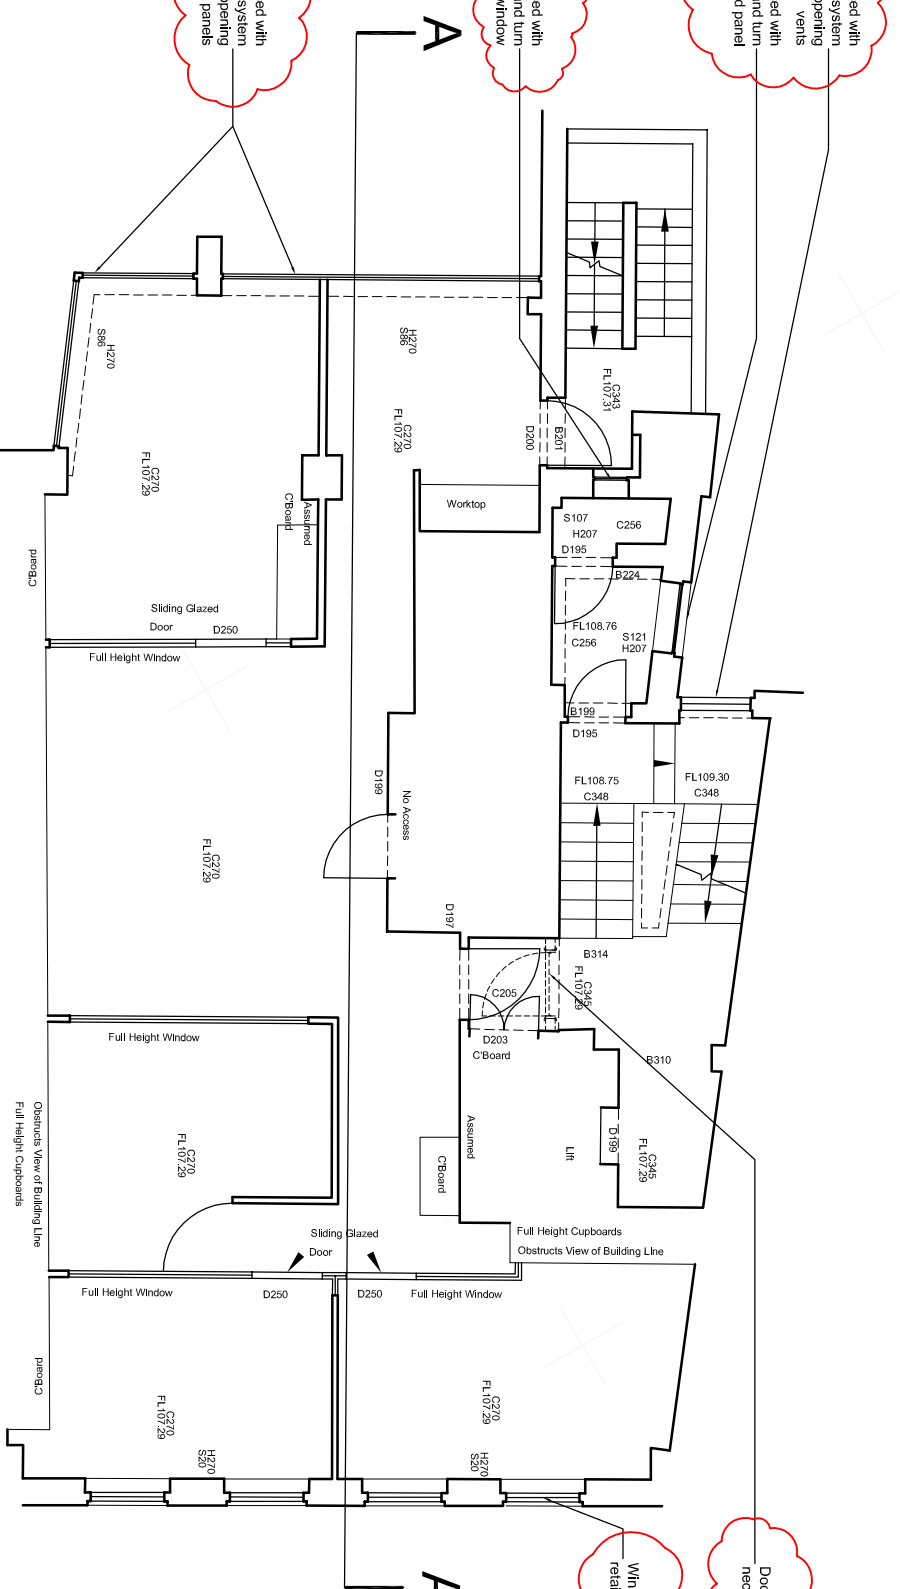 ed with
system
opening
panels
ed with
nd turn
window
ed with
system
opening
vents
ed with
nd turn
d panel
A
H270
S86
H270
S86
C343
FL107.31
C270
FL107.29
D200
B201
C270
FL107.29
Worktop
Assumed
C'Board
S107
H207
C256
D195
C'Board
B224
FL108.76
C256
S121
H207
Sliding Glazed
Door
D250
Full Height Window
B199
D195
D199
No Access
FL108.75
C348
FL109.30
C348
C270
FL107.29
D197
B314
C345
FL107.29
C205
D203
C'Board
B310
Full Height Window
Obstructs View of Building Line
Full Height Cupboards
C270
FL107.29
Assumed
C'Board
Lift
D199
C345
FL107.29
Sliding Glazed
Door
Full Height Cupboards
Obstructs View of Building Line
Full Height Window
D250
D250
Full Height Window
C'Board
C270
FL107.29
C270
FL107.29
H270
S20
H270
S20
Win
retai
Doo
nec
A